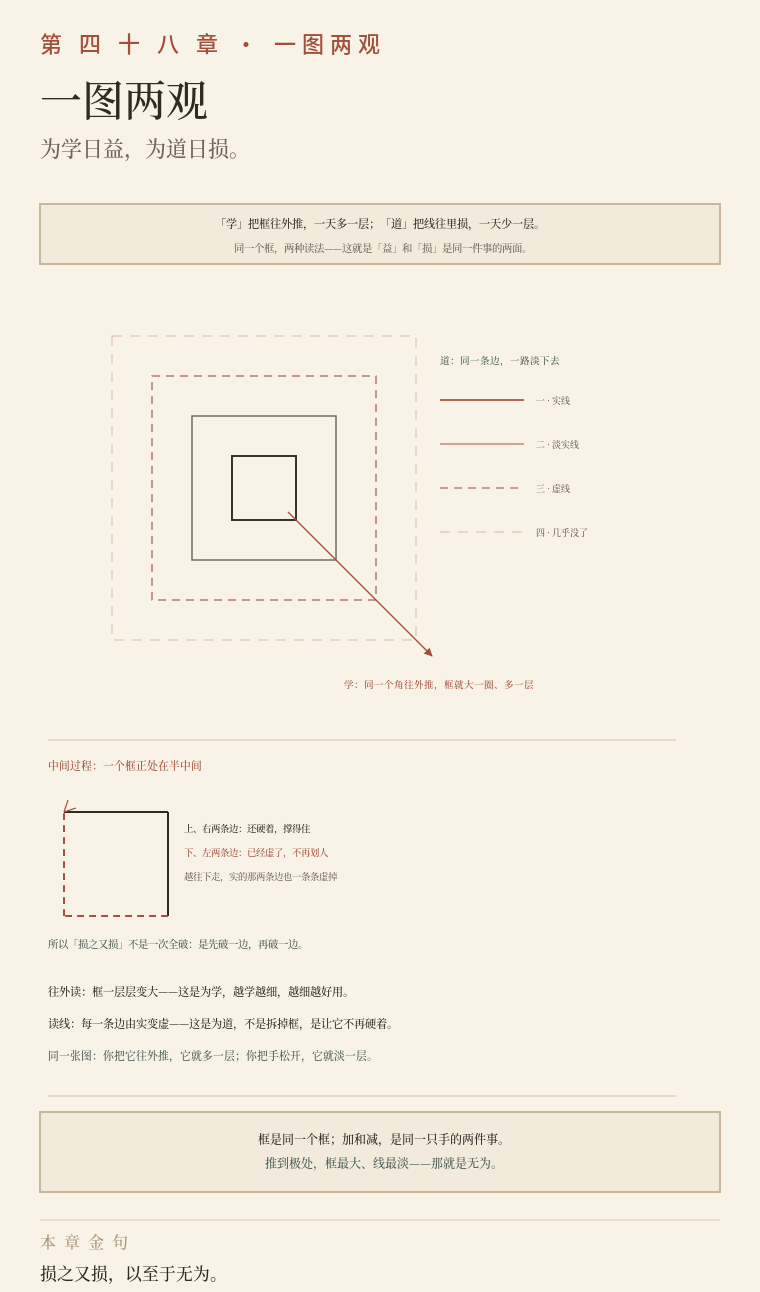 第四十八章·一图两观
一图两观
为学日益，为道日损。
「学」把框往外推，一天多一层；「道」把线往里损，一天少一层。
同一个框，两种读法——这就是「益」和「损」是同一件事的两面。
道：同一条边，一路淡下去
一·实线
二·淡实线
三·虚线
四·几乎没了
学：同一个角往外推，框就大一圈、多一层
中间过程：一个框正处在半中间
上、右两条边：还硬着，撑得住
下、左两条边：已经虚了，不再划人
越往下走，实的那两条边也一条条虚掉
所以「损之又损」不是一次全破：是先破一边，再破一边。
往外读：框一层层变大——这是为学，越学越细，越细越好用。
读线：每一条边由实变虚——这是为道，不是拆掉框，是让它不再硬着。
同一张图：你把它往外推，它就多一层；你把手松开，它就淡一层。
框是同一个框；加和减，是同一只手的两件事。
推到极处，框最大、线最淡——那就是无为。
本章金句
损之又损，以至于无为。